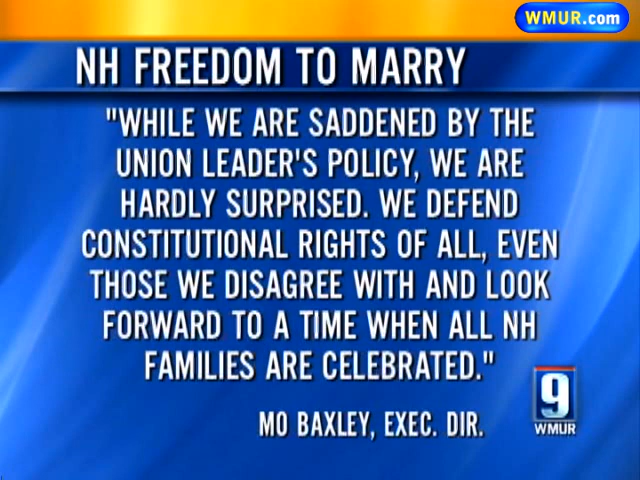 WMUR.com
NH FREEDOM TO MARRY
"WHILE WE ARE SADDENED BY THE
UNION LEADER'S POLICY, WE ARE
HARDLY SURPRISED. WE DEFEND
CONSTITUTIONAL RIGHTS OF ALL, EVEN
THOSE WE DISAGREE WITH AND LOOK
FORWARD TO A TIME WHEN ALL NH
FAMILIES ARE CELEBRATED."
MO BAXLEY, EXEC. DIR.
9
WMUR